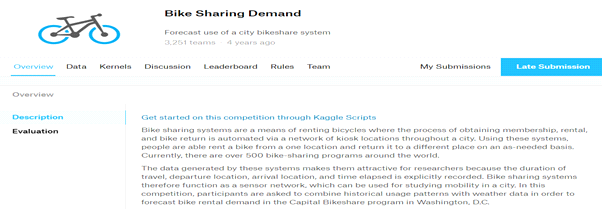 Bike Sharing Demand
Forecast use of a city bikeshare system
3,251 teams 4 years ago
Overview Data Kernels Discussion Leaderboard Rules Team My Submissions Late Submission
Overview
Description
Evaluation
Get started on this competition through Kaggle Scripts
Bike sharing systems are a means of renting bicycles where the process of obtaining membership, rental,
and bike return is automated via a network of kiosk locations throughout a city. Using these systems,
people are able rent a bike from a one location and return it to a different place on an as-needed basis.
Currently, there are over 500 bike-sharing programs around the world.
The data generated by these systems makes them attractive for researchers because the duration of
travel, departure location, arrival location, and time elapsed is explicitly recorded. Bike sharing systems
therefore function as a sensor network, which can be used for studying mobility in a city. In this
competition, participants are asked to combine historical usage patterns with weather data in order to
forecast bike rental demand in the Capital Bikeshare program in Washington, D.C.